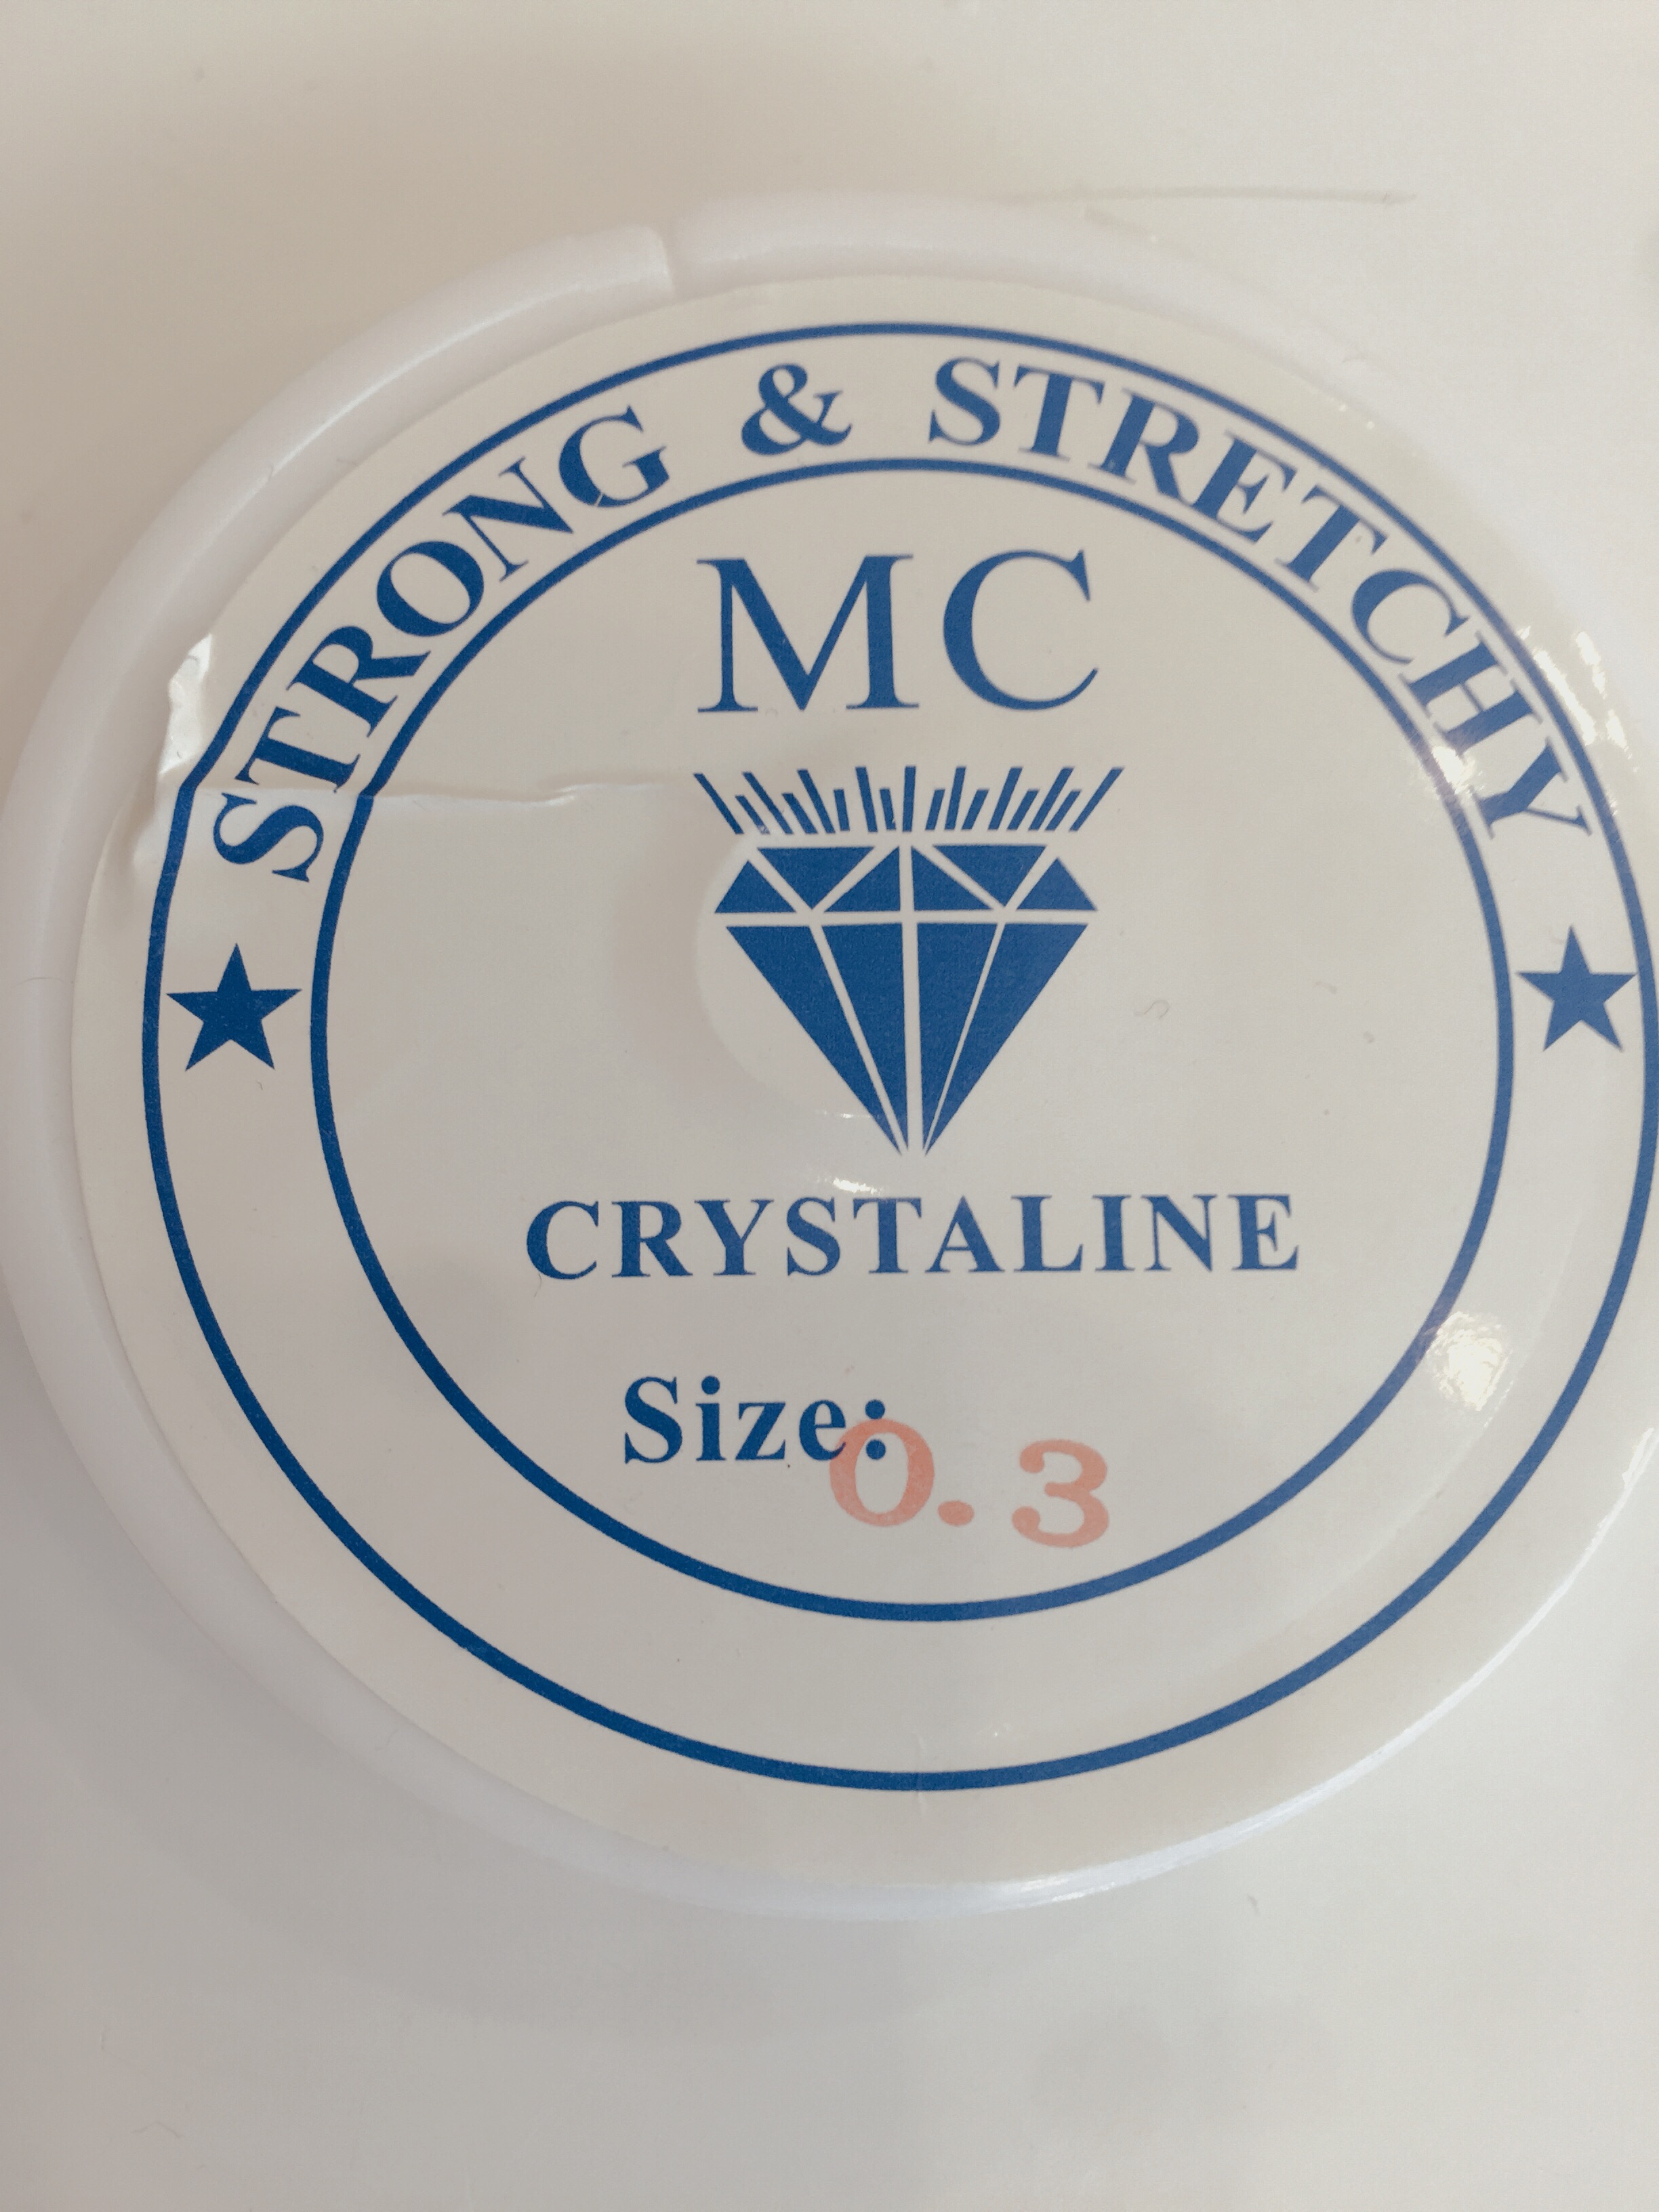 STRONG & STRETCHY
MC
CRYSTALINE
Size: 0.3